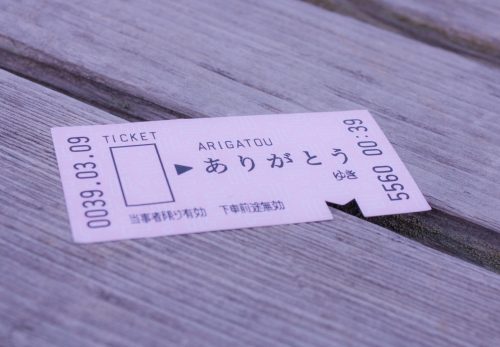 0039.03.09
TICKET
ARIGATOU
ありがとう
ゆき
当事者限り有効 下車前途無効
5560 00:39